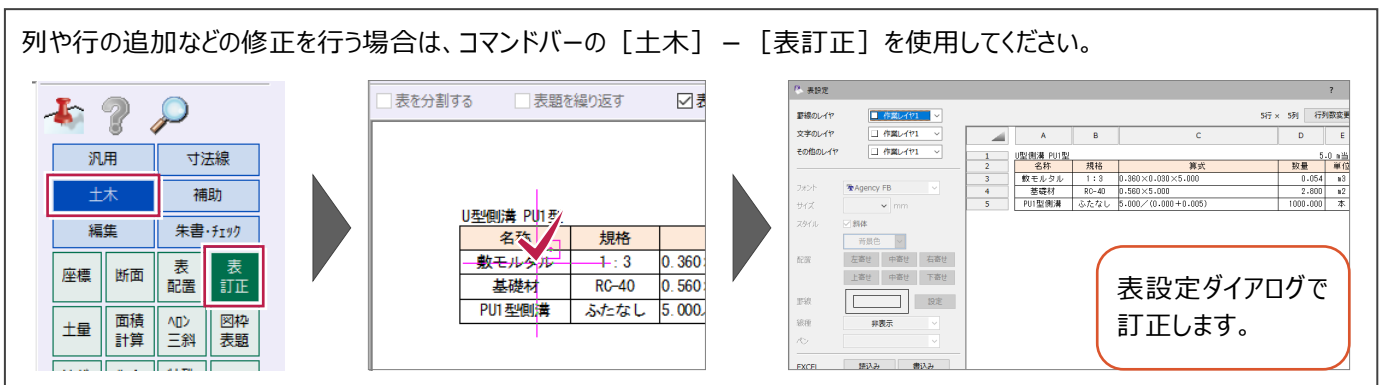 列や行の追加などの修正を行う場合は、コマンドバーの［土木］－［表訂正］を使用してください。
汎用 寸法線
土木 補助
編集 朱書・ﾁｪｯｸ
座標 断面 表配置 表訂正
土量 面積計算 ﾍﾛﾝ三斜 図枠表題
表を分割する 表題を繰り返す 表
U型側溝 PU1型
名称 規格
敷モルタル 1：3 0.360
基礎材 RC-40 0.560
PU1型側溝 ふたなし 5.000
表設定 ?
罫線のレイヤ 作業レイヤ1
文字のレイヤ 作業レイヤ1
その他のレイヤ 作業レイヤ1
フォント Agency FB
サイズ mm
スタイル 斜体
背景色
配置 左寄せ 中寄せ 右寄せ
上寄せ 中寄せ 下寄せ
罫線 設定
線種 非表示
ペン
EXCEL 読込み 書込み
5行 × 5列 行列数変更
A B C D E
1 U型側溝 PU1型 5.0 m当
2 名称 規格 算式 数量 単位
3 敷モルタル 1：3 0.360×0.030×5.000 0.054 m3
4 基礎材 RC-40 0.560×5.000 2.800 m2
5 PU1型側溝 ふたなし 5.000／(0.000＋0.005) 1000.000 本
表設定ダイアログで
訂正します。